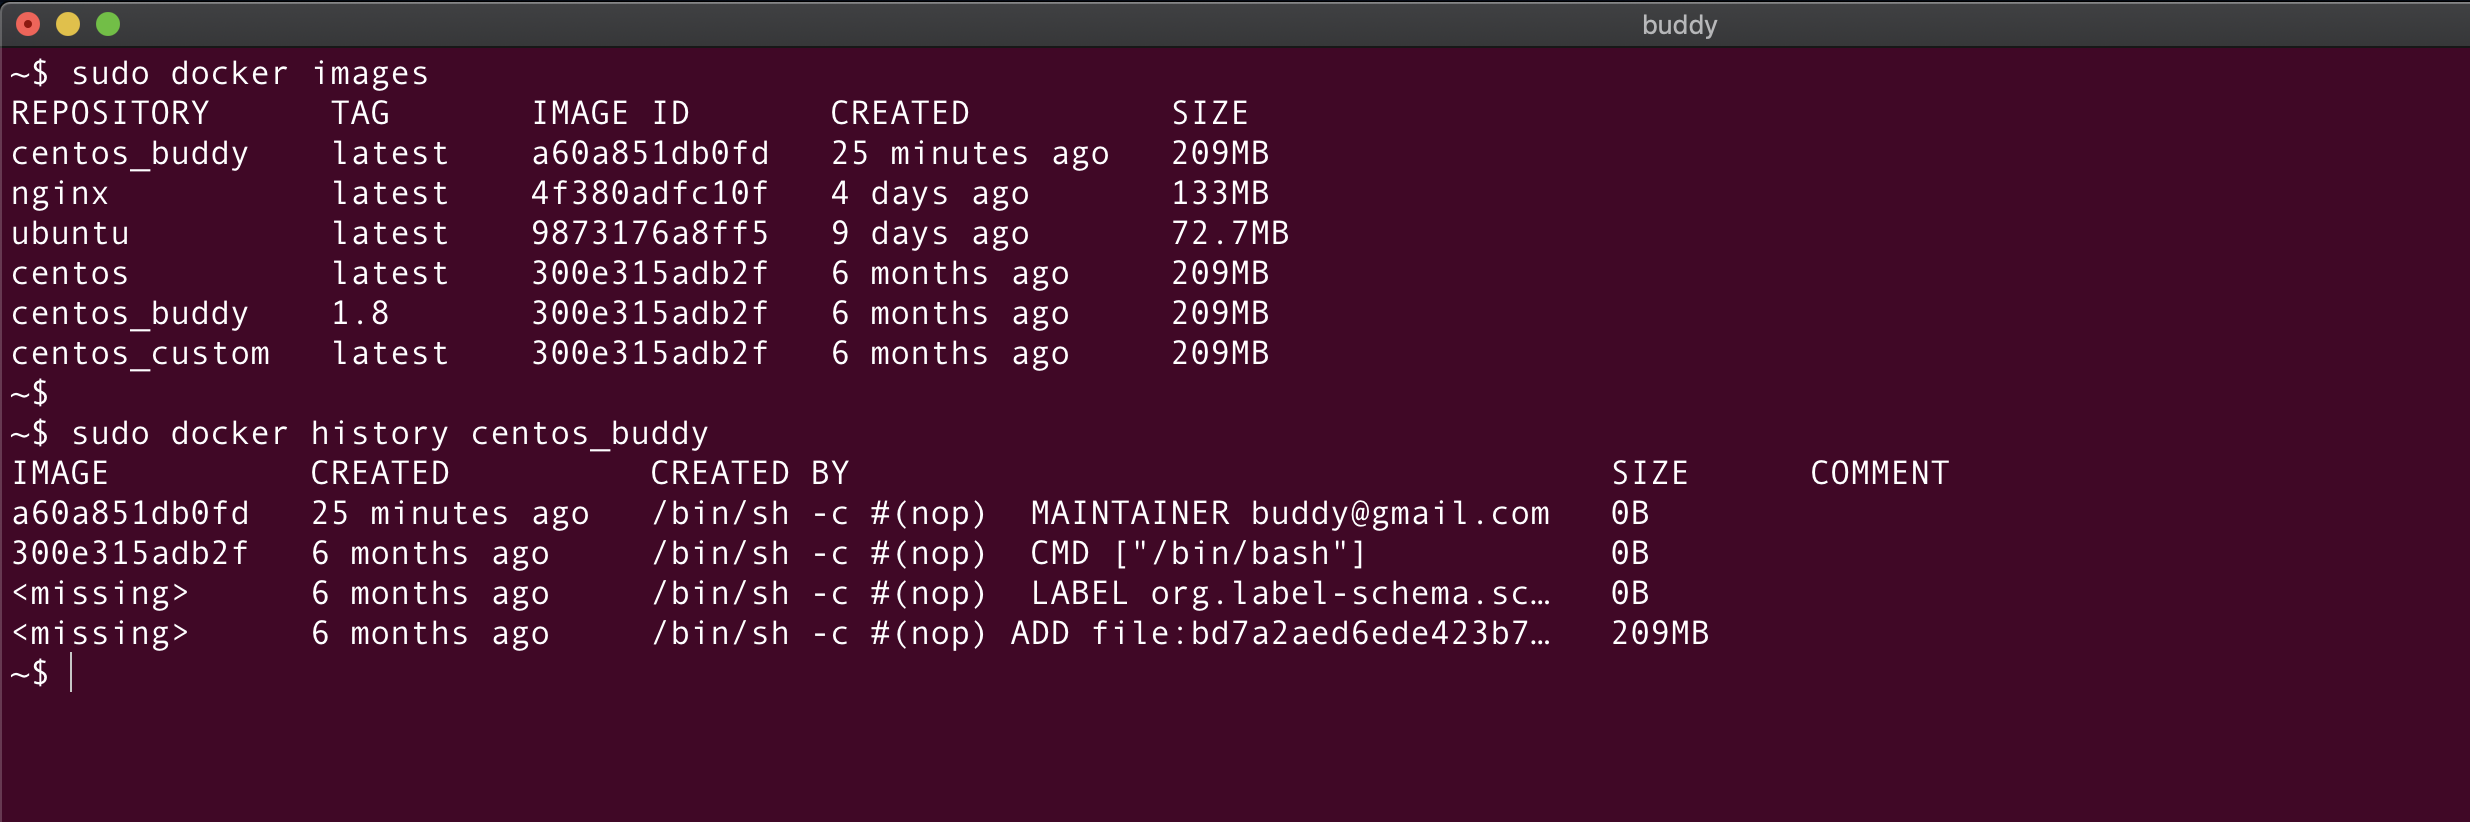 buddy
~$ sudo docker images
REPOSITORY      TAG       IMAGE ID       CREATED          SIZE
centos_buddy    latest    a60a851db0fd   25 minutes ago   209MB
nginx           latest    4f380adfc10f   4 days ago       133MB
ubuntu          latest    9873176a8ff5   9 days ago       72.7MB
centos          latest    300e315adb2f   6 months ago     209MB
centos_buddy    1.8       300e315adb2f   6 months ago     209MB
centos_custom   latest    300e315adb2f   6 months ago     209MB
~$
~$ sudo docker history centos_buddy
IMAGE          CREATED          CREATED BY                                      SIZE      COMMENT
a60a851db0fd   25 minutes ago   /bin/sh -c #(nop)  MAINTAINER buddy@gmail.com   0B
300e315adb2f   6 months ago     /bin/sh -c #(nop)  CMD ["/bin/bash"]            0B
<missing>      6 months ago     /bin/sh -c #(nop)  LABEL org.label-schema.sc…   0B
<missing>      6 months ago     /bin/sh -c #(nop) ADD file:bd7a2aed6ede423b7…   209MB
~$